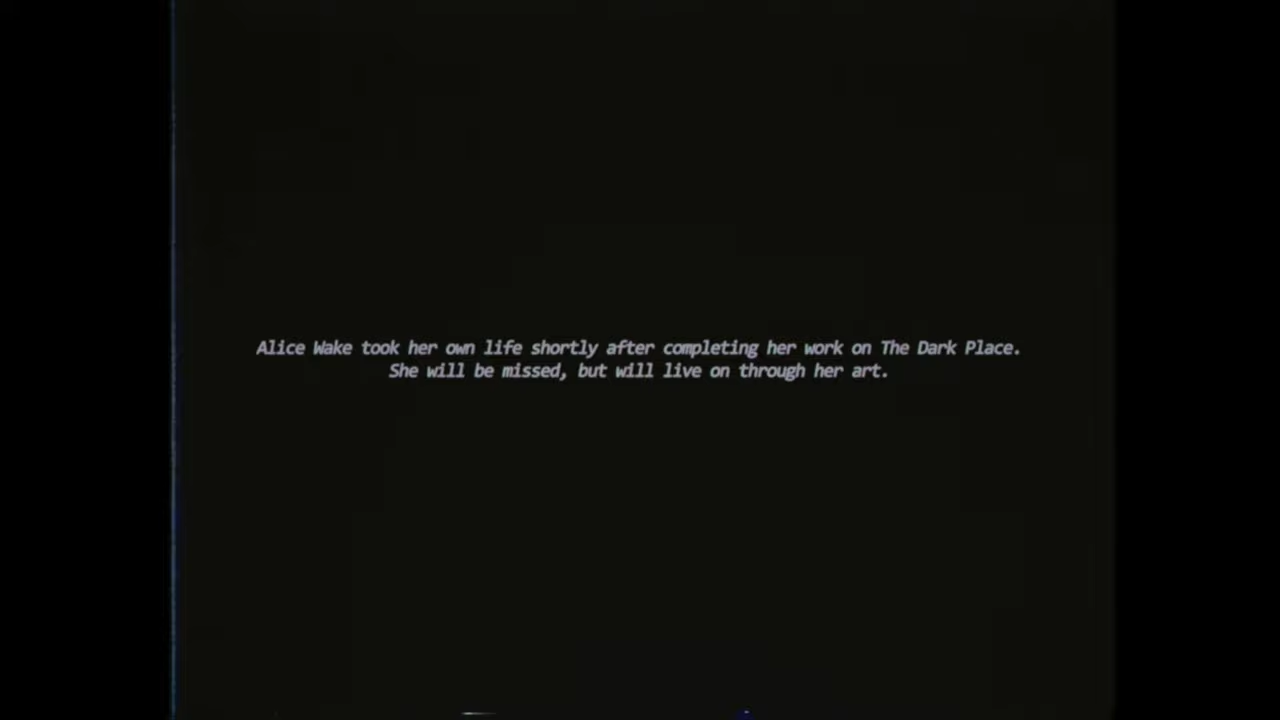 Alice Wake took her own life shortly after completing her work on The Dark Place.
She will be missed, but will live on through her art.